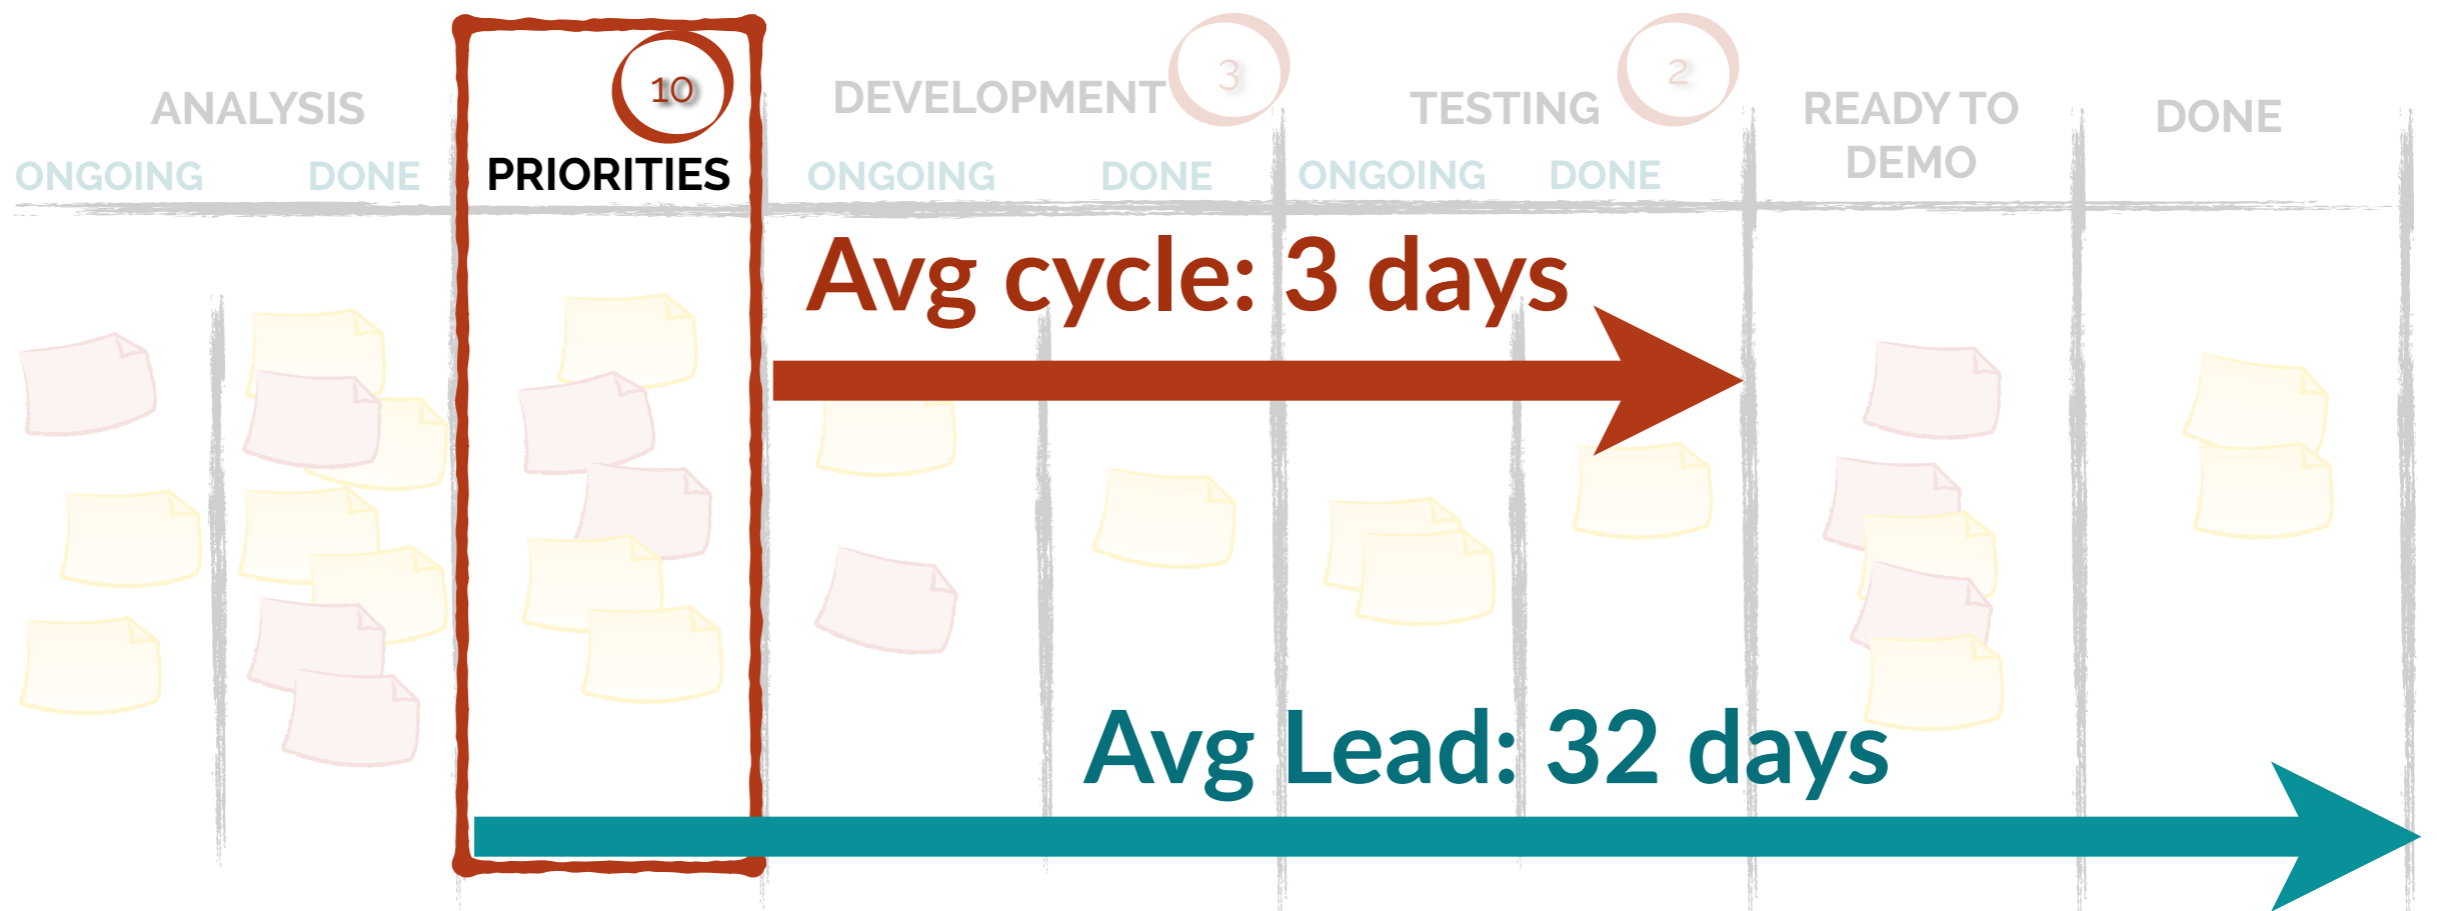 ANALYSIS
ONGOING
DONE
10
PRIORITIES
DEVELOPMENT
3
ONGOING
DONE
TESTING
2
ONGOING
DONE
READY TO
DEMO
DONE
Avg cycle: 3 days
Avg Lead: 32 days